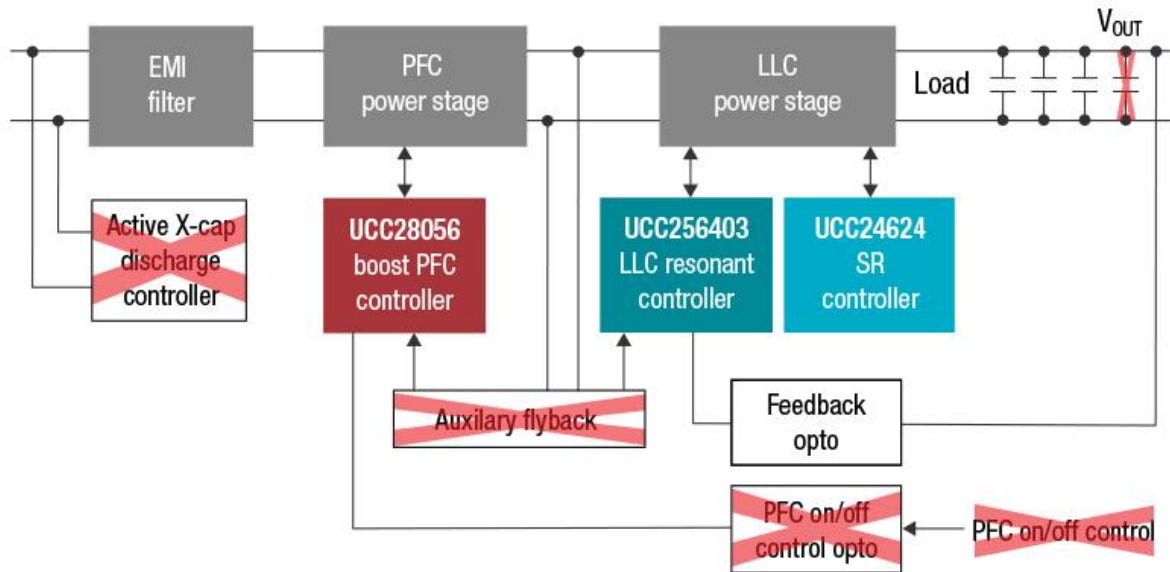 V_OUT
EMI
filter
PFC
power stage
LLC
power stage
Load
Active X-cap
discharge
controller
UCC28056
boost PFC
controller
UCC256403
LLC resonant
controller
UCC24624
SR
controller
Auxilary flyback
Feedback
opto
PFC on/off
control opto
PFC on/off control